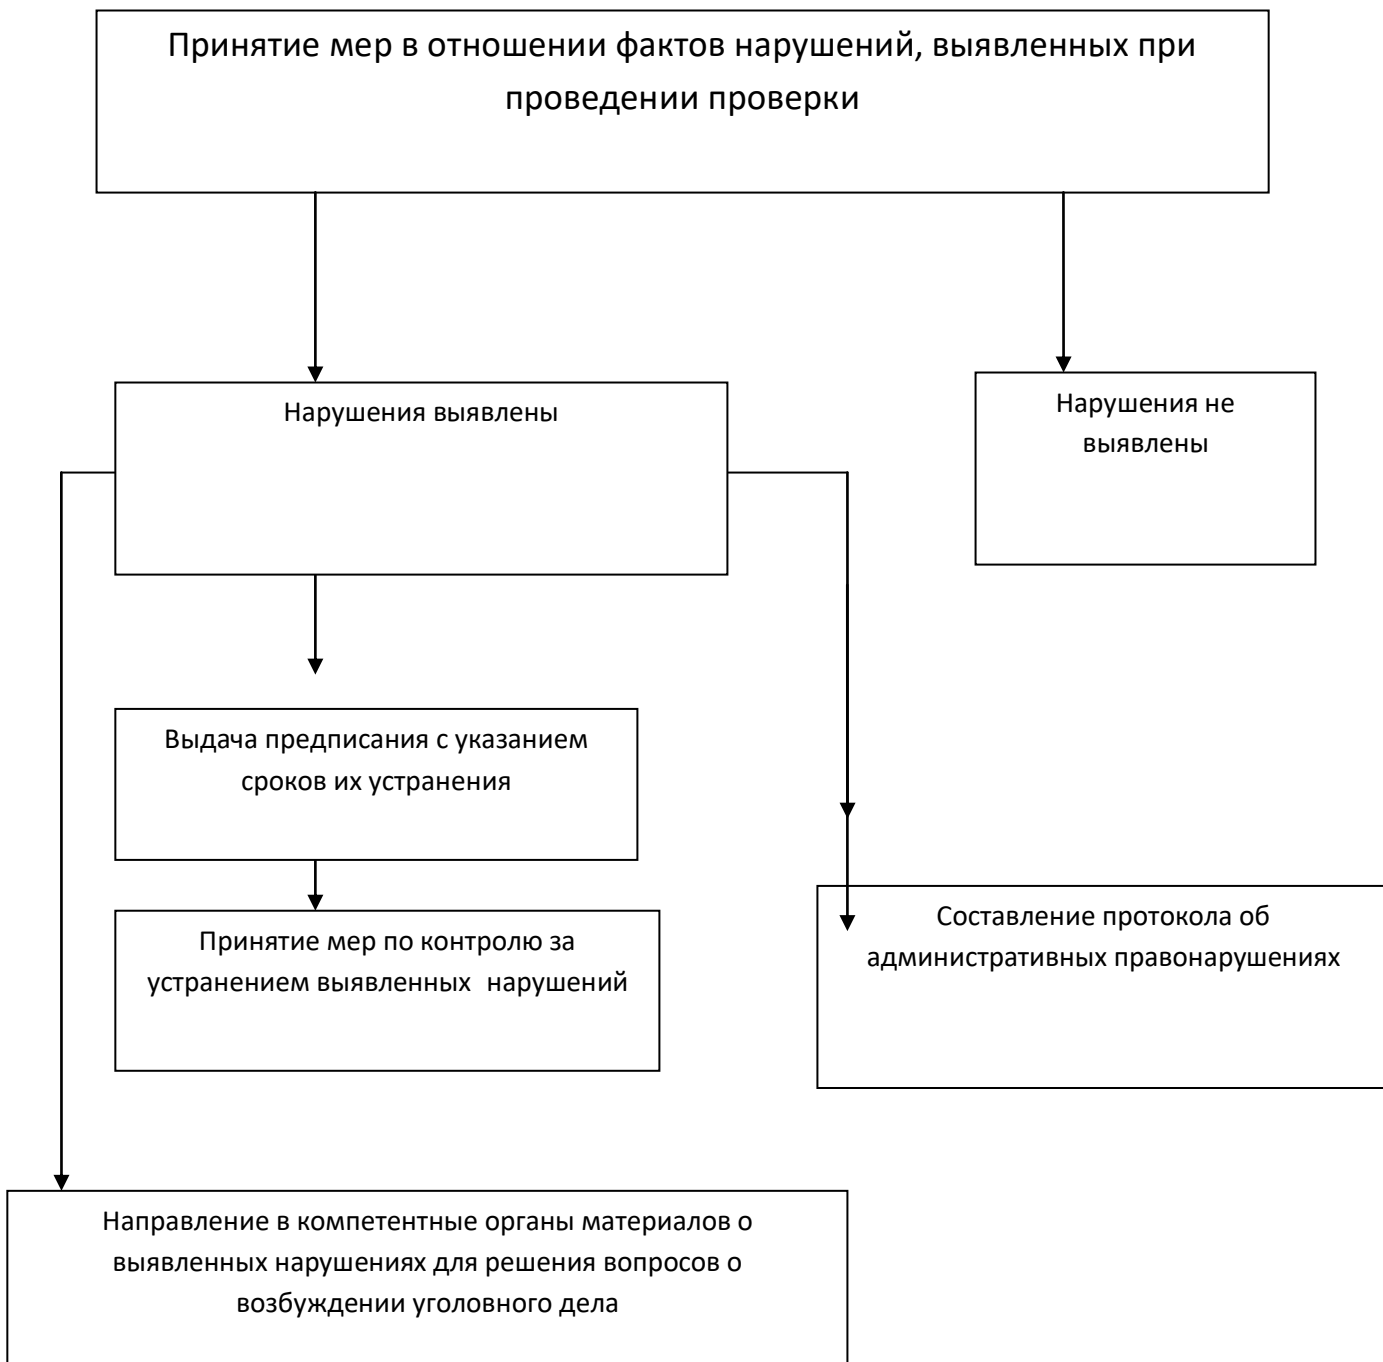 Принятие мер в отношении фактов нарушений, выявленных при
проведении проверки
Нарушения выявлены
Нарушения не
выявлены
Выдача предписания с указанием
сроков их устранения
Принятие мер по контролю за
устранением выявленных нарушений
Составление протокола об
административных правонарушениях
Направление в компетентные органы материалов о
выявленных нарушениях для решения вопросов о
возбуждении уголовного дела